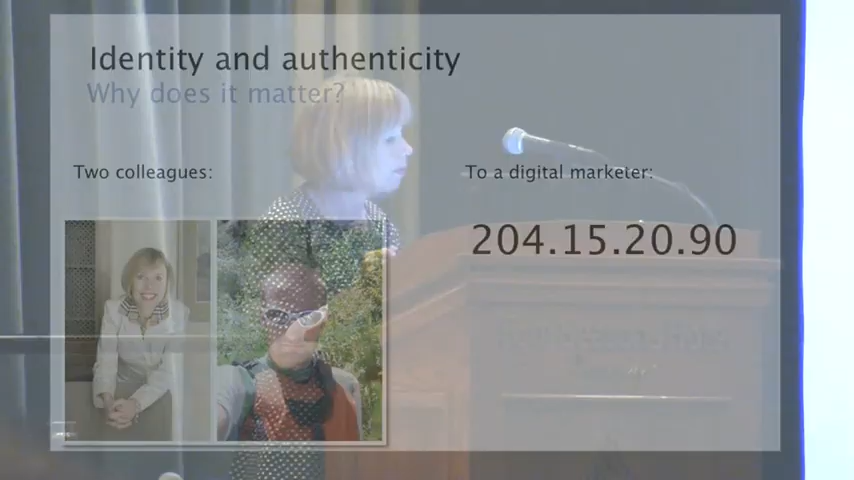 Identity and authenticity
Why does it matter?
Two colleagues:
To a digital marketer:
204.15.20.90